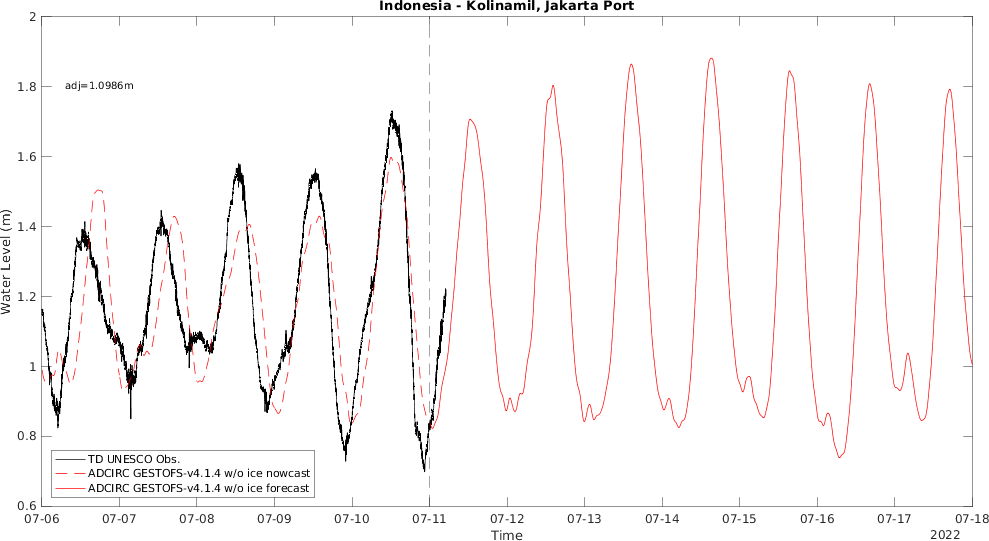 Indonesia - Kolinamil, Jakarta Port
2
1.8
1.6
1.4
1.2
1
0.8
0.6
Water Level (m)
adj=1.0986m
TD UNESCO Obs.
ADCIRC GESTOFS-v4.1.4 w/o ice nowcast
ADCIRC GESTOFS-v4.1.4 w/o ice forecast
07-06 07-07 07-08 07-09 07-10 07-11 07-12 07-13 07-14 07-15 07-16 07-17 07-18
Time
2022